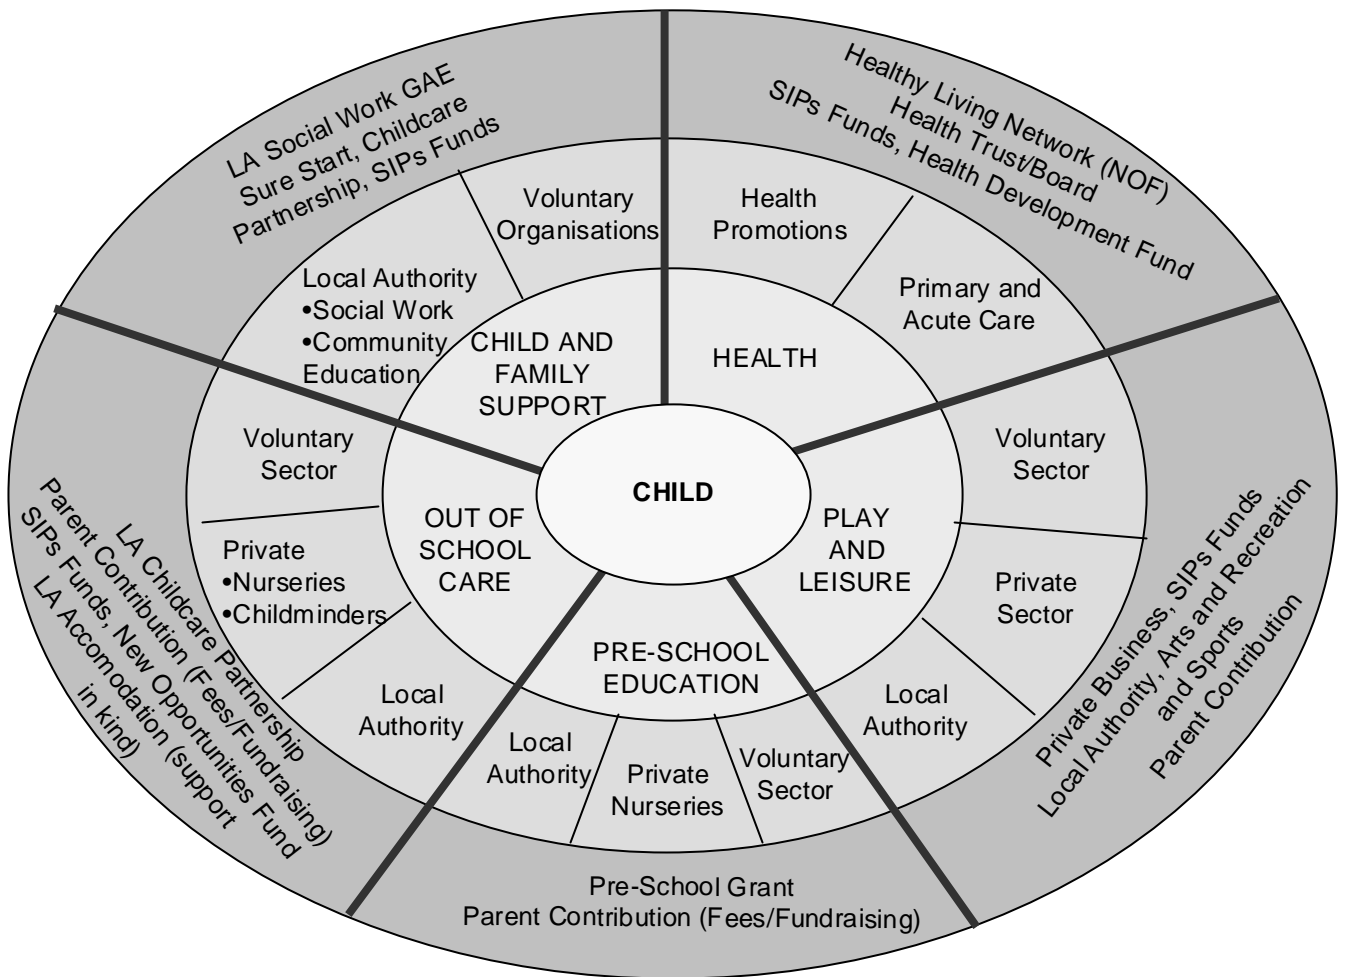 LA Social Work GAE
Sure Start, Childcare
Partnership, SIPs Funds
Healthy Living Network (NOF)
Health Trust/Board
SIPs Funds, Health Development Fund
Voluntary
Organisations
Local Authority
•Social Work
•Community
Education
Health
Promotions
Primary and
Acute Care
CHILD AND
FAMILY
SUPPORT
HEALTH
CHILD
OUT OF
SCHOOL
CARE
PLAY
AND
LEISURE
PRE-SCHOOL
EDUCATION
Voluntary
Sector
Private
•Nurseries
•Childminders
Local
Authority
Local
Authority
Private
Nurseries
Voluntary
Sector
Local
Authority
Private
Sector
Voluntary
Sector
LA Childcare Partnership
Parent Contribution (Fees/Fundraising)
SIPs Funds, New Opportunities Fund
LA Accomodation (support
in kind)
Pre-School Grant
Parent Contribution (Fees/Fundraising)
Private Business, SIPs Funds
Local Authority, Arts and Recreation
and Sports
Parent Contribution